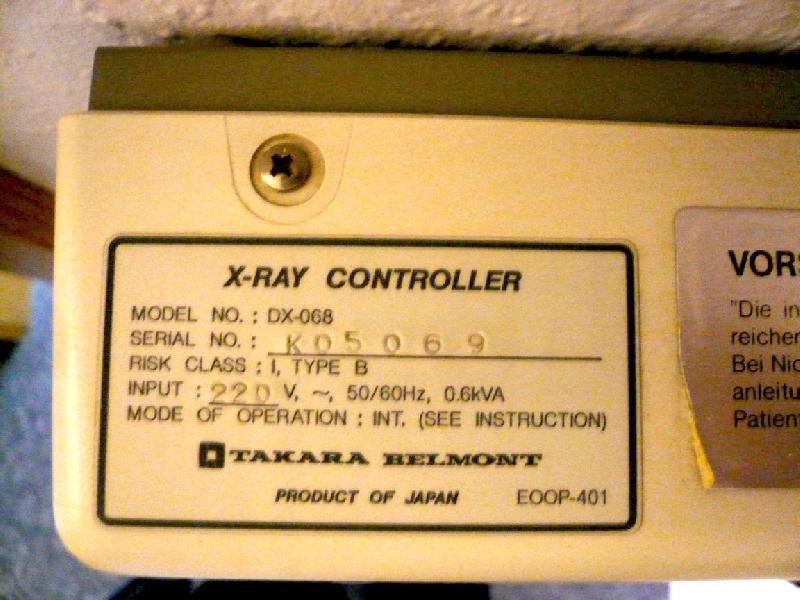 X-RAY CONTROLLER
MODEL NO. : DX-068
SERIAL NO. : K05069
RISK CLASS : I, TYPE B
INPUT : 220 V, ~, 50/60Hz, 0.6kVA
MODE OF OPERATION : INT. (SEE INSTRUCTION)
TAKARA BELMONT
PRODUCT OF JAPAN EOOP-401
VORS
"Die in
reicher
Bei Nic
anleitu
Patient